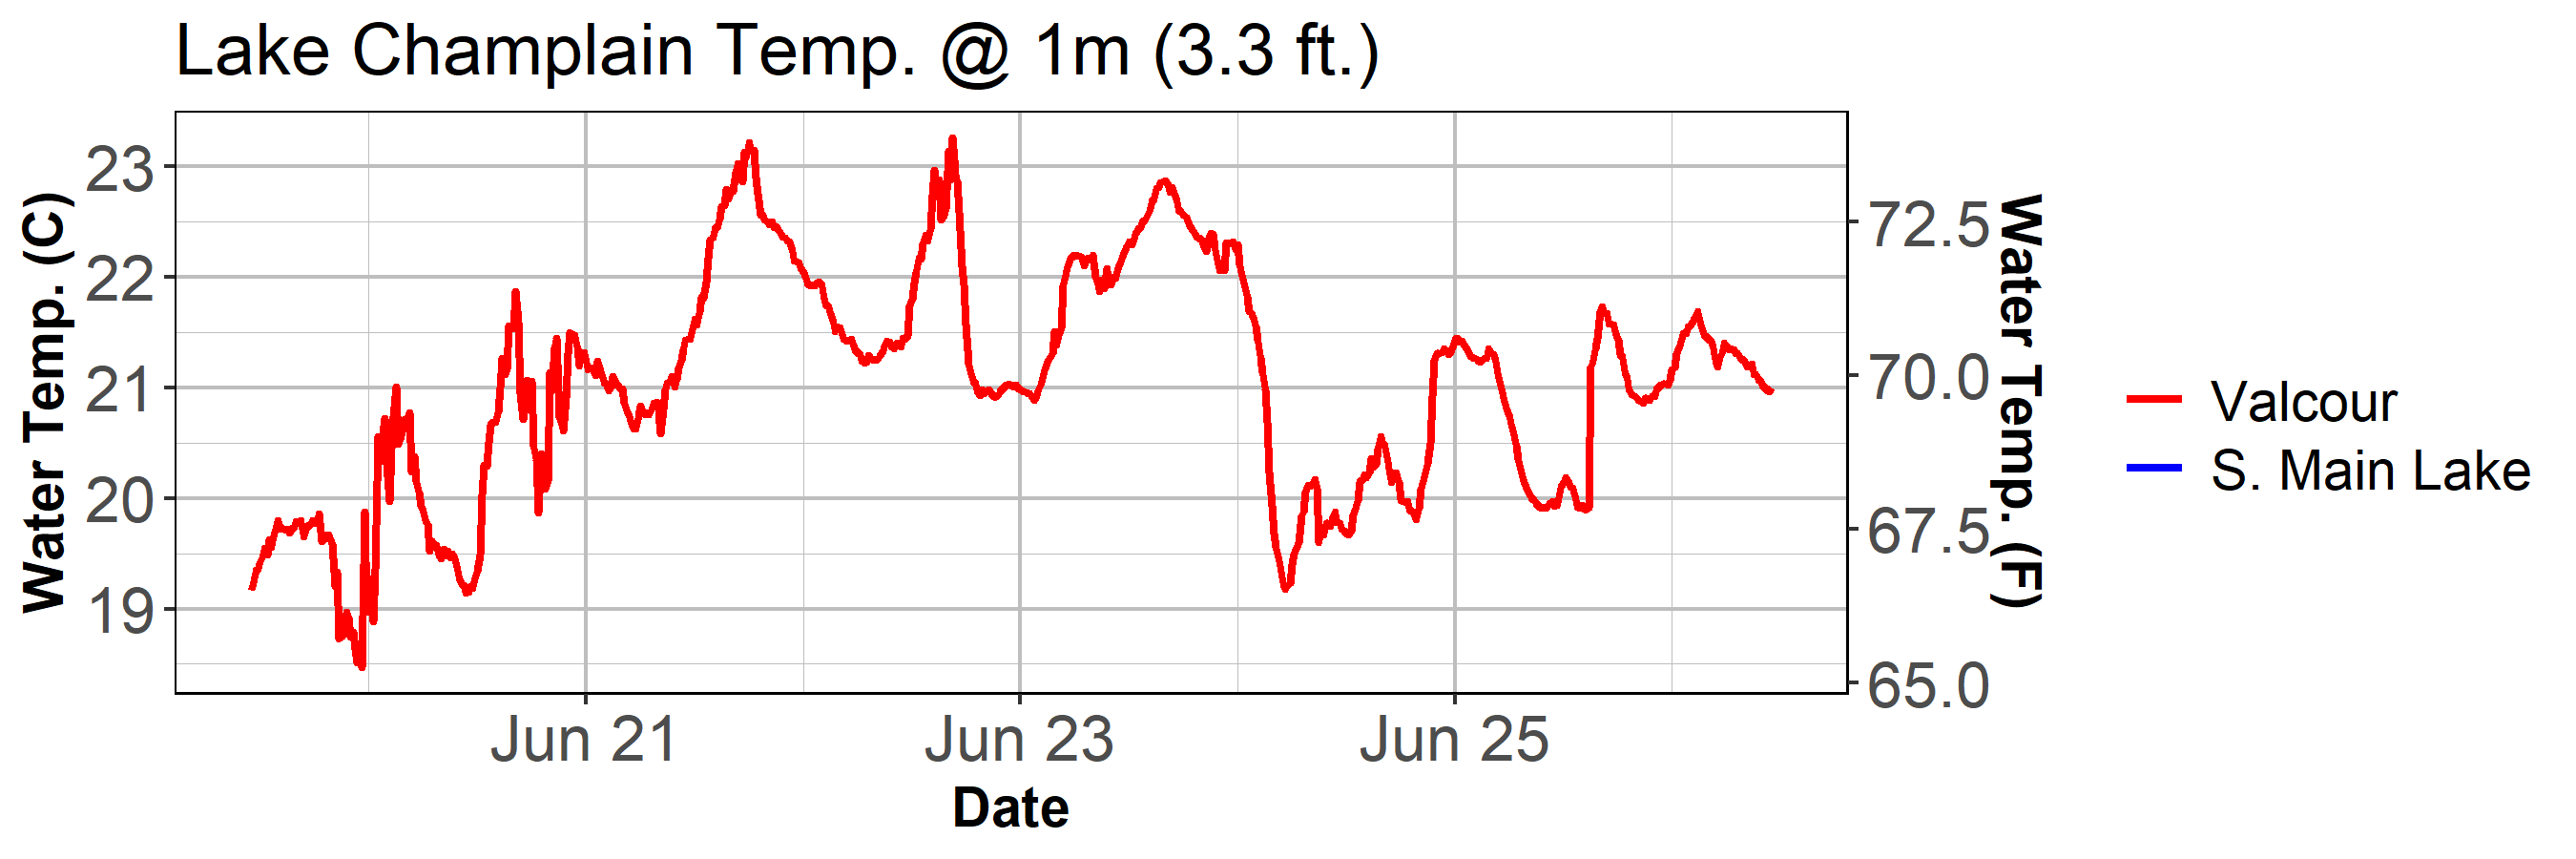 Lake Champlain Temp. @ 1m (3.3 ft.)
Water Temp. (C)
23
22
21
20
19
72.5
70.0
67.5
65.0
Water Temp. (F)
Jun 21
Jun 23
Jun 25
Date
Valcour
S. Main Lake